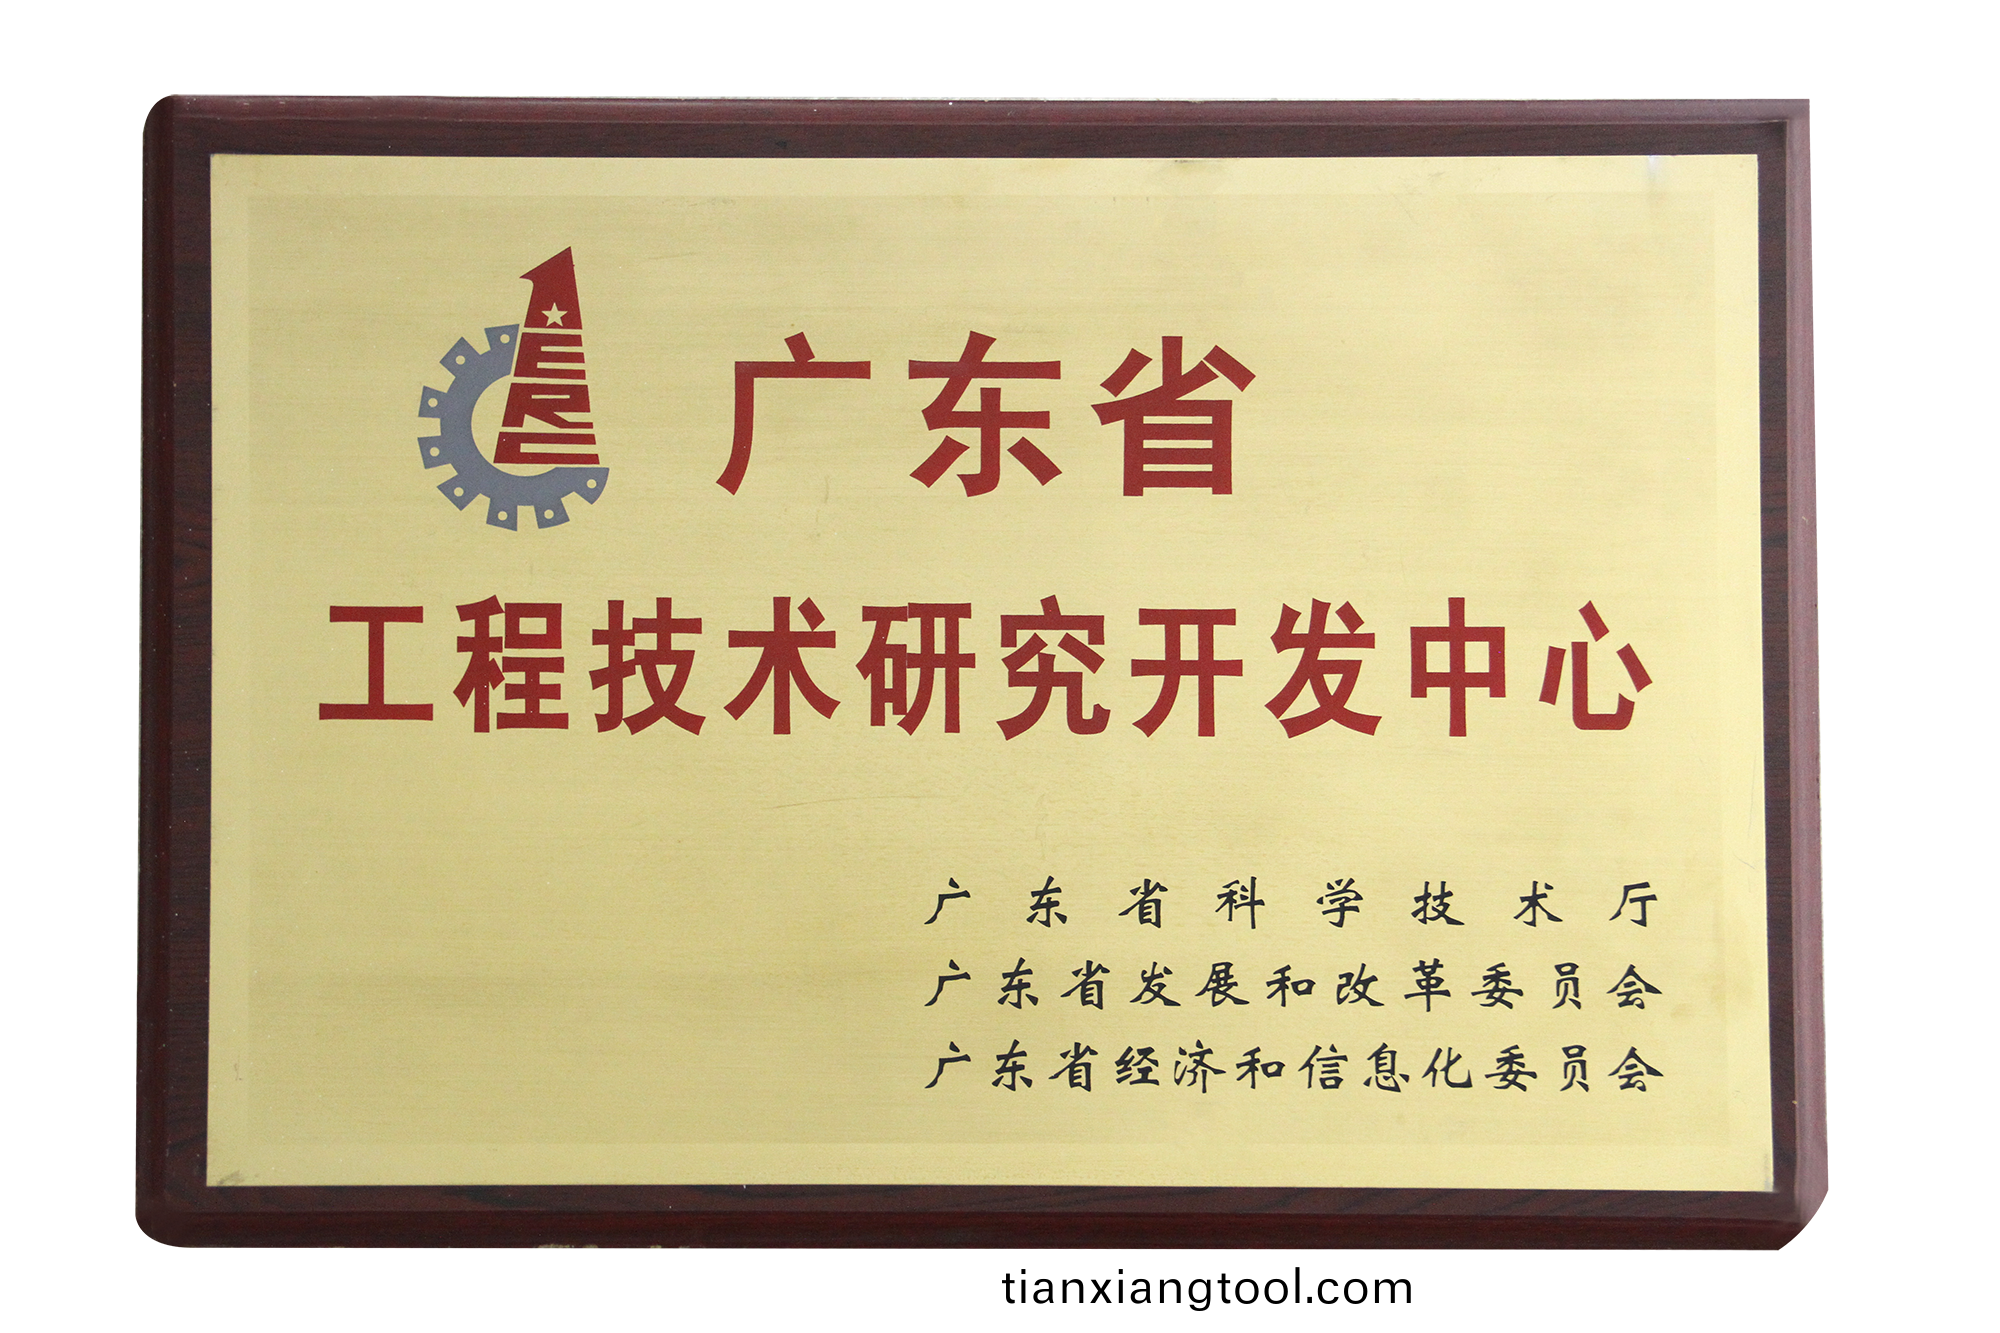 ERC
广东省
工程技术研究开发中心
广东省科学技术厅
广东省发展和改革委员会
广东省经济和信息化委员会
tianxiangtool.com